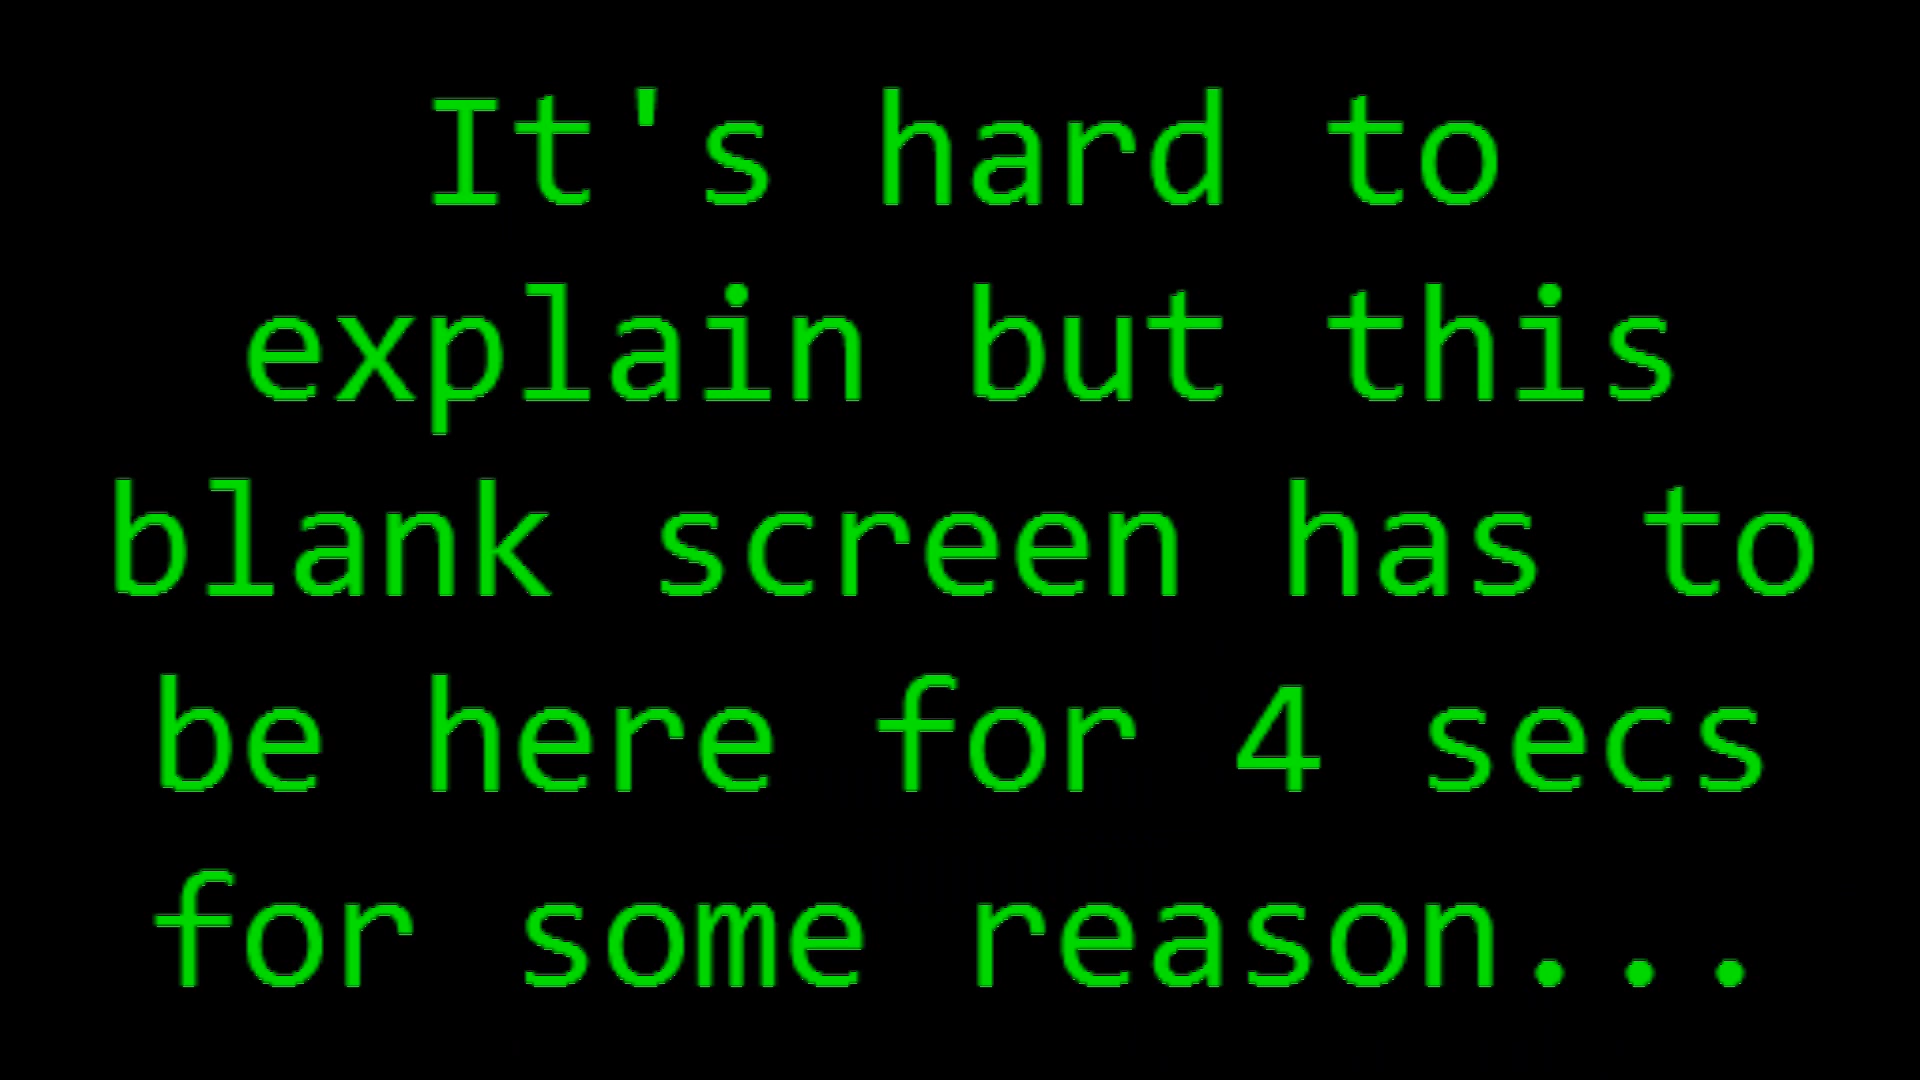 It's hard to
explain but this
blank screen has to
be here for 4 secs
for some reason...